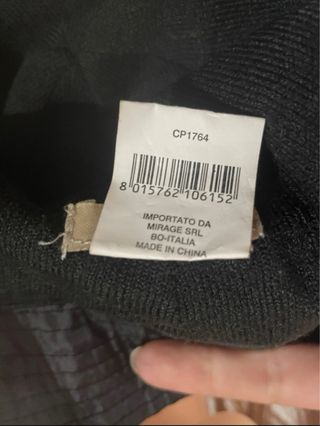 CP1764
8 015762 106152
IMPORTATO DA
MIRAGE SRL
BO-ITALIA
MADE IN CHINA